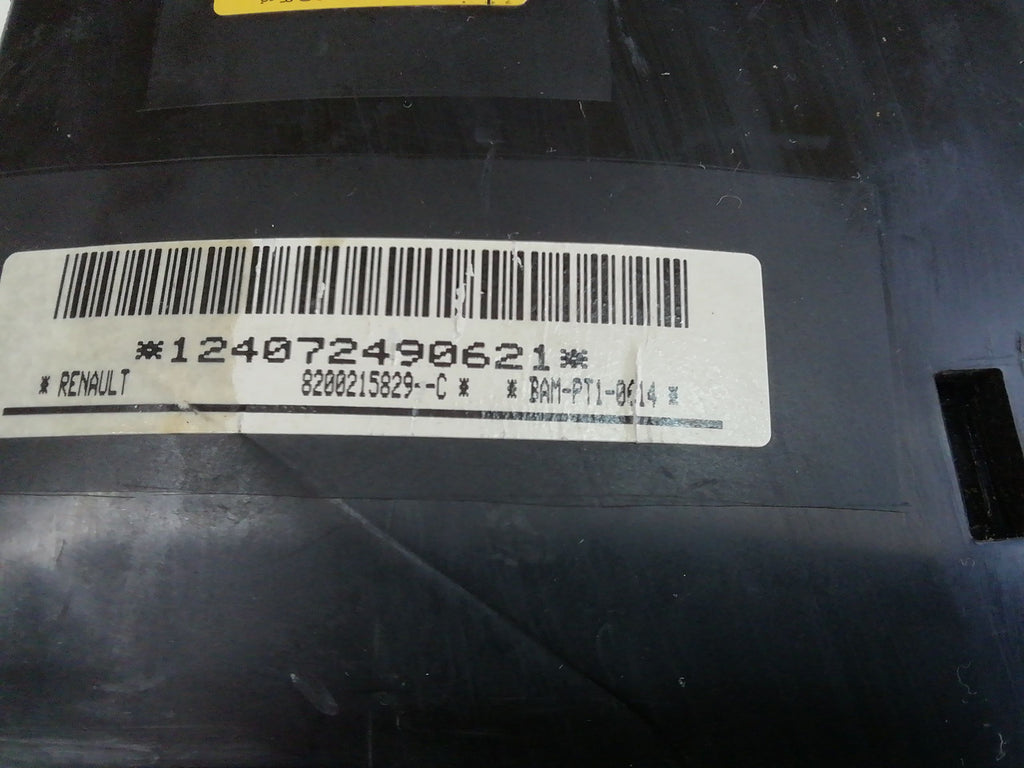 *124072490621*
* RENAULT 8200215829--C * * BAM-PT1-0614 *